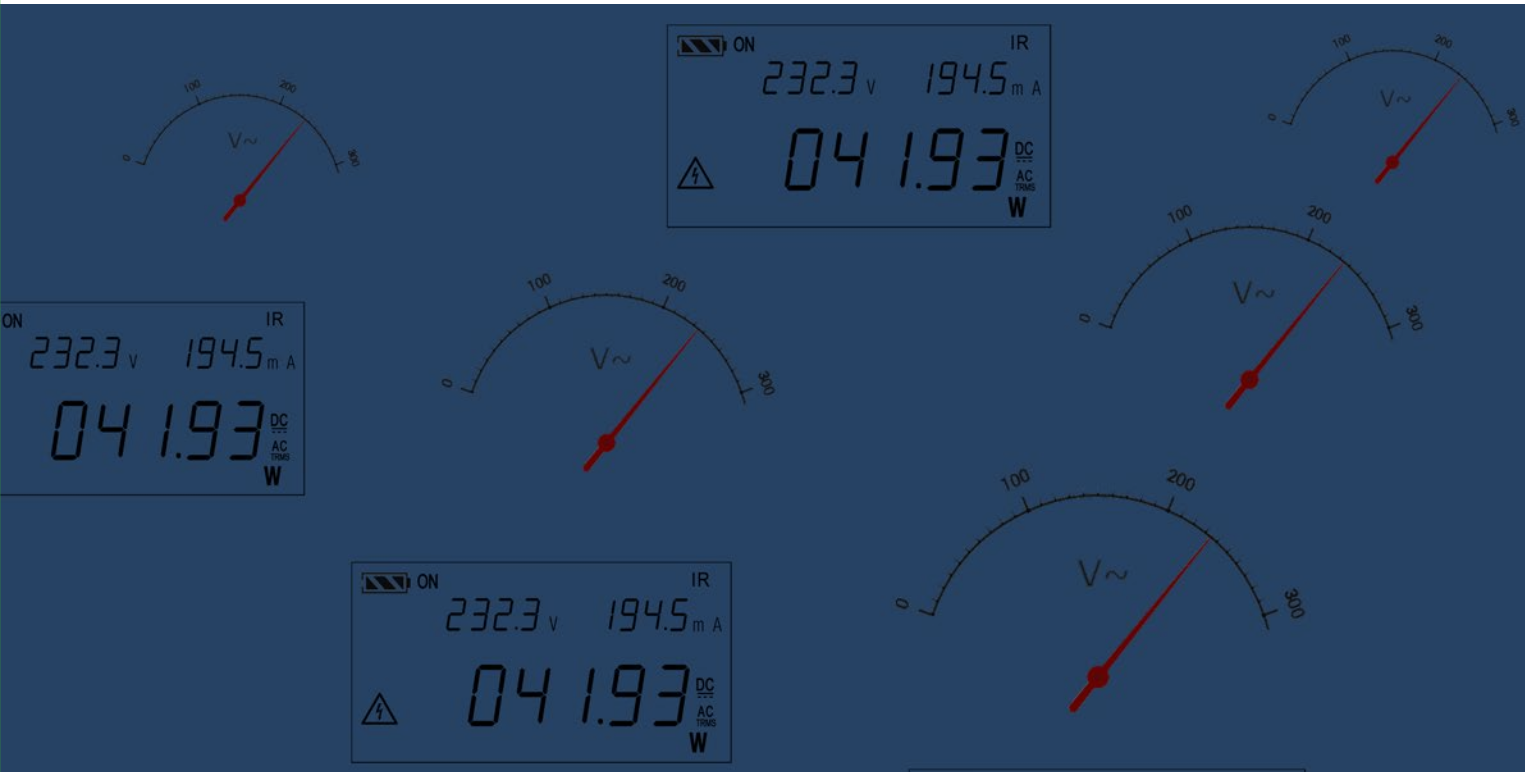 ON IR
232.3 V 194.5 m A
041.93 DC
AC
TRMS
W
0 100 200 300
V~
0 100 200 300
V~
0 100 200 300
V~
ON IR
232.3 V 194.5 m A
041.93 DC
AC
TRMS
W
0 100 200 300
V~
0 100 200 300
V~
ON IR
232.3 V 194.5 m A
041.93 DC
AC
TRMS
W